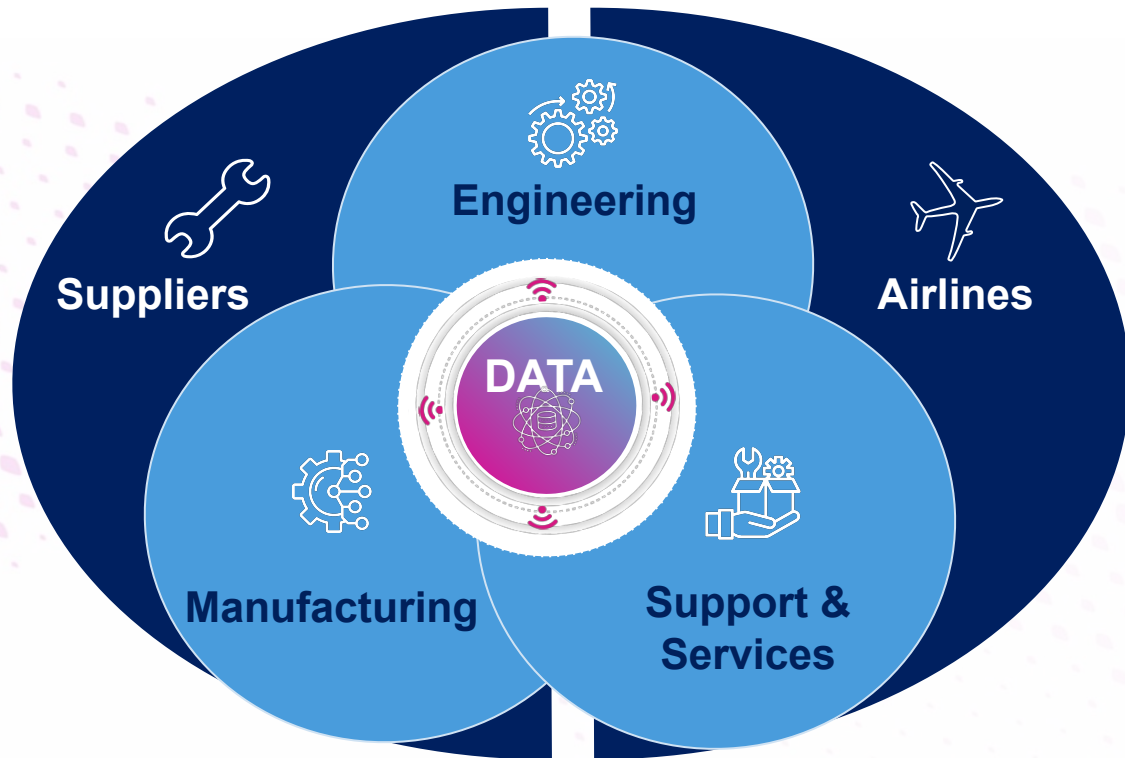 Engineering
Suppliers
Airlines
DATA
Manufacturing
Support &
Services